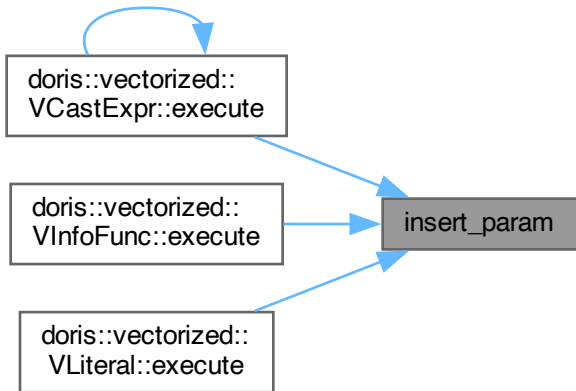 doris::vectorized::
VCastExpr::execute
doris::vectorized::
VInfoFunc::execute
insert_param
doris::vectorized::
VLiteral::execute